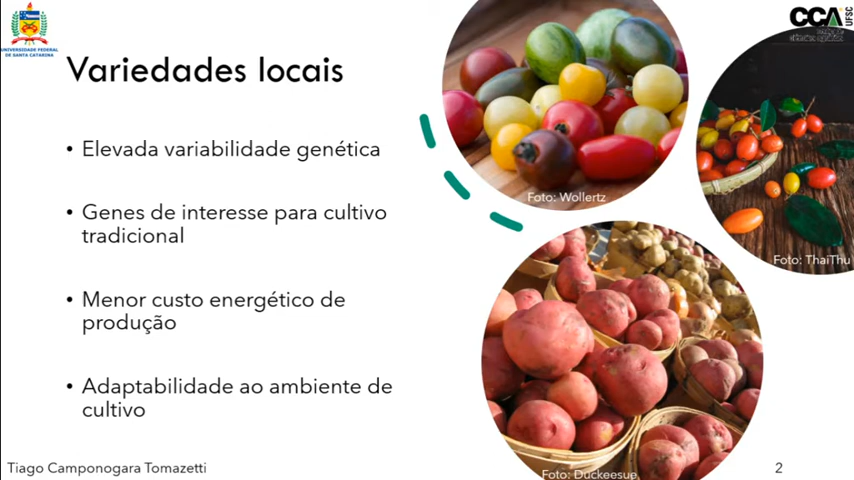 UNIVERSIDADE FEDERAL
DE SANTA CATARINA
CCA
UFSC
Variedades locais
• Elevada variabilidade genética
• Genes de interesse para cultivo
tradicional
• Menor custo energético de
produção
• Adaptabilidade ao ambiente de
cultivo
Foto: Wollertz
Foto: ThaiThu
Foto: Duckeesue
Tiago Camponogara Tomazetti
2